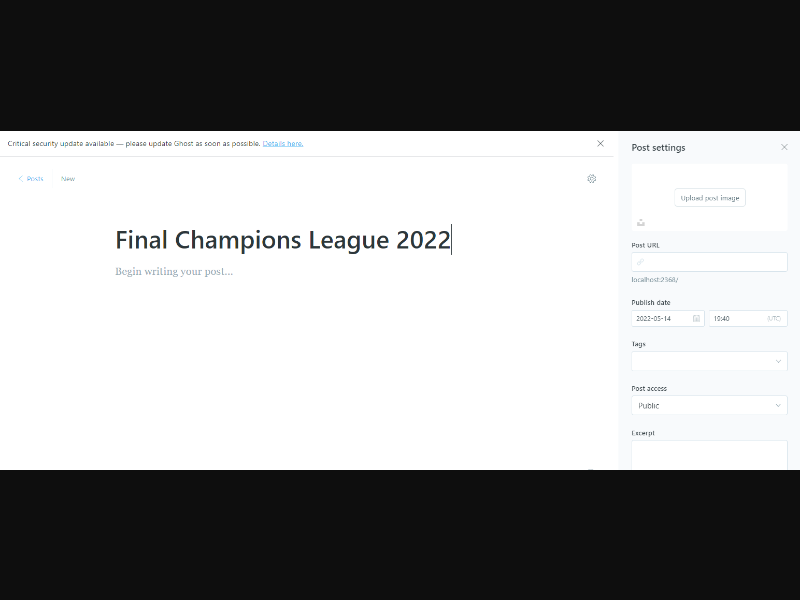 Critical security update available — please update Ghost as soon as possible. Details here:
Posts
New
Final Champions League 2022
Begin writing your post...
Post settings
Upload post image
Post URL
localhost:2368/
Publish date
2022-05-14
19:40
(UTC)
Tags
Post access
Public
Excerpt